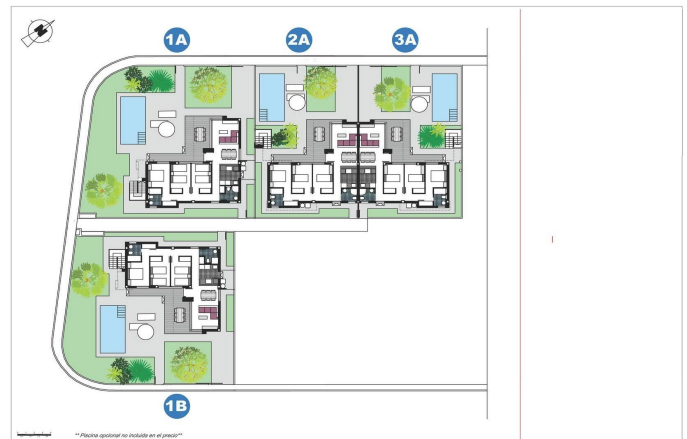 1A
2A
3A
1B
** Piscina opcional no incluida en el precio**